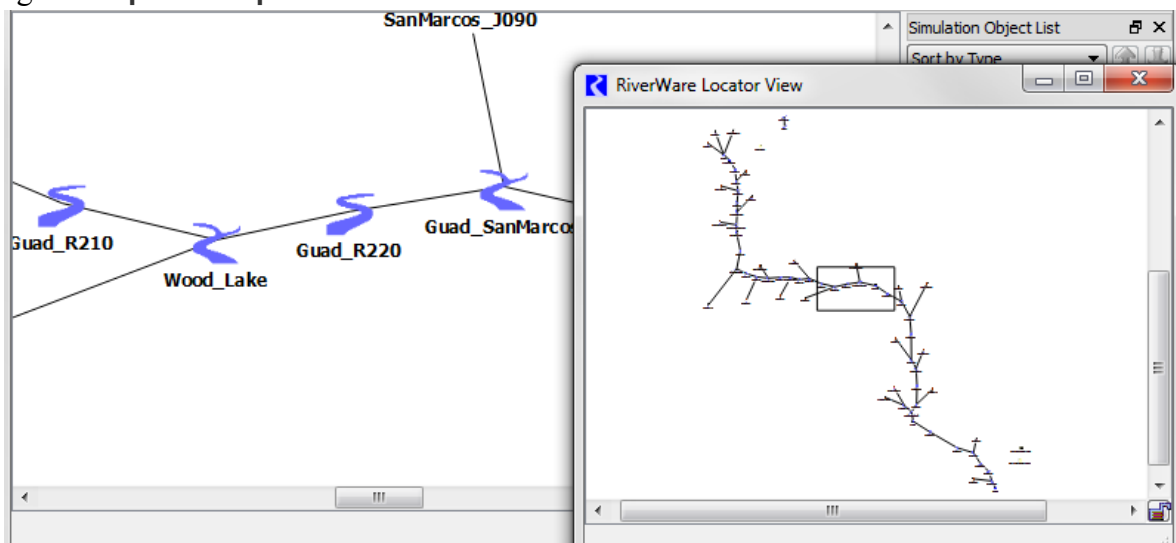 SanMarcos_J090
Guad_R210
Wood_Lake
Guad_R220
Guad_SanMarcos
Simulation Object List
Sort by Type
RiverWare Locator View